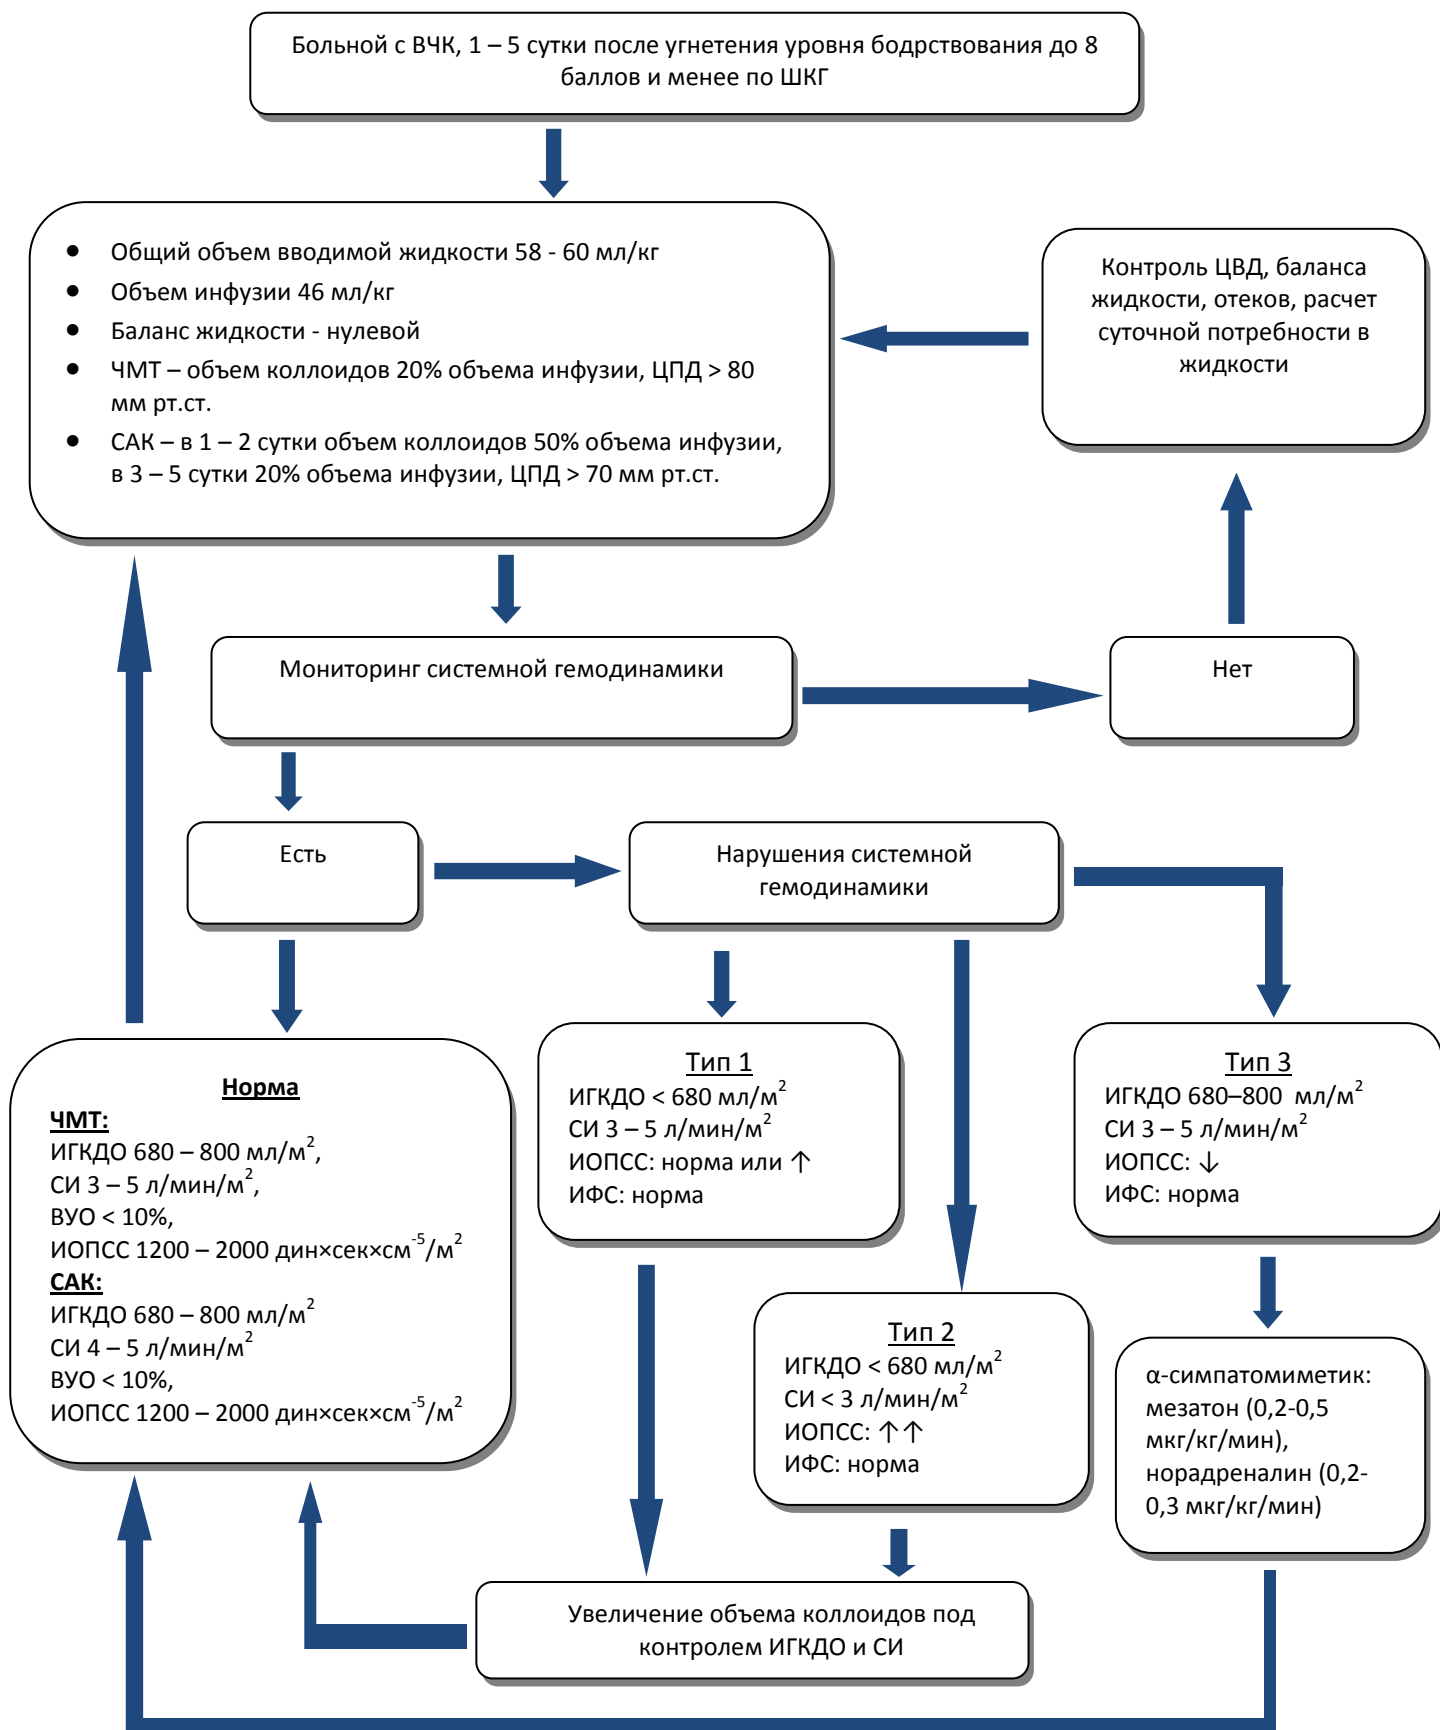 Больной с ВЧК, 1 – 5 сутки после угнетения уровня бодрствования до 8
баллов и менее по ШКГ
• Общий объем вводимой жидкости 58 - 60 мл/кг
• Объем инфузии 46 мл/кг
• Баланс жидкости - нулевой
• ЧМТ – объем коллоидов 20% объема инфузии, ЦПД > 80
мм рт.ст.
• САК – в 1 – 2 сутки объем коллоидов 50% объема инфузии,
в 3 – 5 сутки 20% объема инфузии, ЦПД > 70 мм рт.ст.
Контроль ЦВД, баланса
жидкости, отеков, расчет
суточной потребности в
жидкости
Мониторинг системной гемодинамики
Нет
Есть
Нарушения системной
гемодинамики
Норма
ЧМТ:
ИГКДО 680 – 800 мл/м²,
СИ 3 – 5 л/мин/м²,
ВУО < 10%,
ИОПСС 1200 – 2000 дин×сек×см⁻⁵/м²
САК:
ИГКДО 680 – 800 мл/м²
СИ 4 – 5 л/мин/м²
ВУО < 10%,
ИОПСС 1200 – 2000 дин×сек×см⁻⁵/м²
Тип 1
ИГКДО < 680 мл/м²
СИ 3 – 5 л/мин/м²
ИОПСС: норма или ↑
ИФС: норма
Тип 2
ИГКДО < 680 мл/м²
СИ < 3 л/мин/м²
ИОПСС: ↑↑
ИФС: норма
Тип 3
ИГКДО 680–800 мл/м²
СИ 3 – 5 л/мин/м²
ИОПСС: ↓
ИФС: норма
α-симпатомиметик:
мезатон (0,2-0,5
мкг/кг/мин),
норадреналин (0,2-
0,3 мкг/кг/мин)
Увеличение объема коллоидов под
контролем ИГКДО и СИ